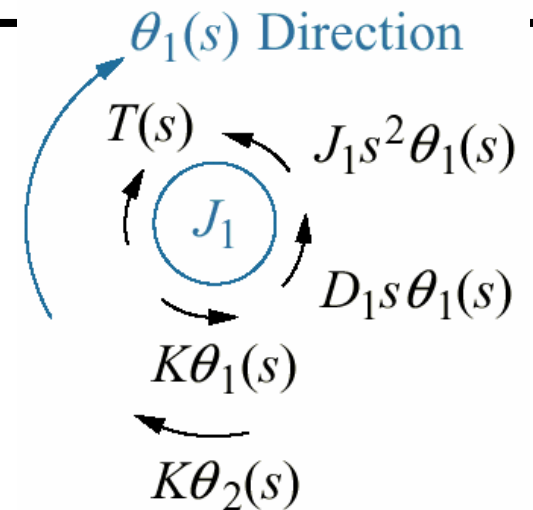 θ₁(s) Direction
T(s)
J₁s²θ₁(s)
J₁
D₁sθ₁(s)
Kθ₁(s)
Kθ₂(s)